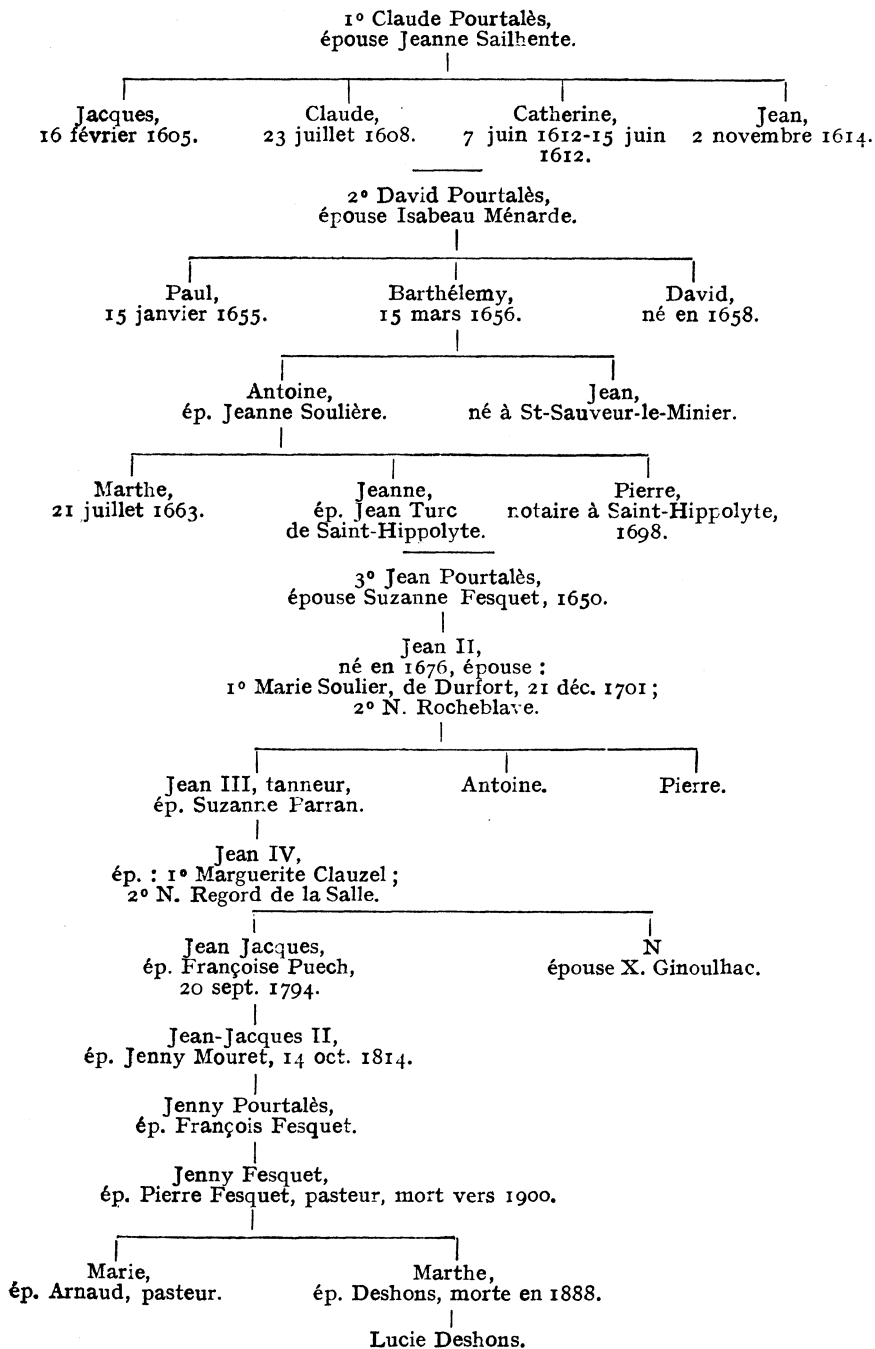 1º Claude Pourtalès,
épouse Jeanne Sailhente.
Jacques,
16 février 1605.
Claude,
23 juillet 1608.
Catherine,
7 juin 1612-15 juin
1612.
Jean,
2 novembre 1614.
2º David Pourtalès,
épouse Isabeau Ménarde.
Paul,
15 janvier 1655.
Barthélemy,
15 mars 1656.
David,
né en 1658.
Antoine,
ép. Jeanne Soulière.
Jean,
né à St-Sauveur-le-Minier.
Marthe,
21 juillet 1663.
Jeanne,
ép. Jean Turc
de Saint-Hippolyte.
Pierre,
notaire à Saint-Hippolyte,
1698.
3º Jean Pourtalès,
épouse Suzanne Fesquet, 1650.
Jean II,
né en 1676, épouse :
1º Marie Soulier, de Durfort, 21 déc. 1701 ;
2º N. Rocheblave.
Jean III, tanneur,
ép. Suzanne Parran.
Antoine.
Pierre.
Jean IV,
ép. : 1º Marguerite Clauzel ;
2º N. Regord de la Salle.
Jean Jacques,
ép. Françoise Puech,
20 sept. 1794.
N
épouse X. Ginoulhac.
Jean-Jacques II,
ép. Jenny Mouret, 14 oct. 1814.
Jenny Pourtalès,
ép. François Fesquet.
Jenny Fesquet,
ép. Pierre Fesquet, pasteur, mort vers 1900.
Marie,
ép. Arnaud, pasteur.
Marthe,
ép. Deshons, morte en 1888.
Lucie Deshons.